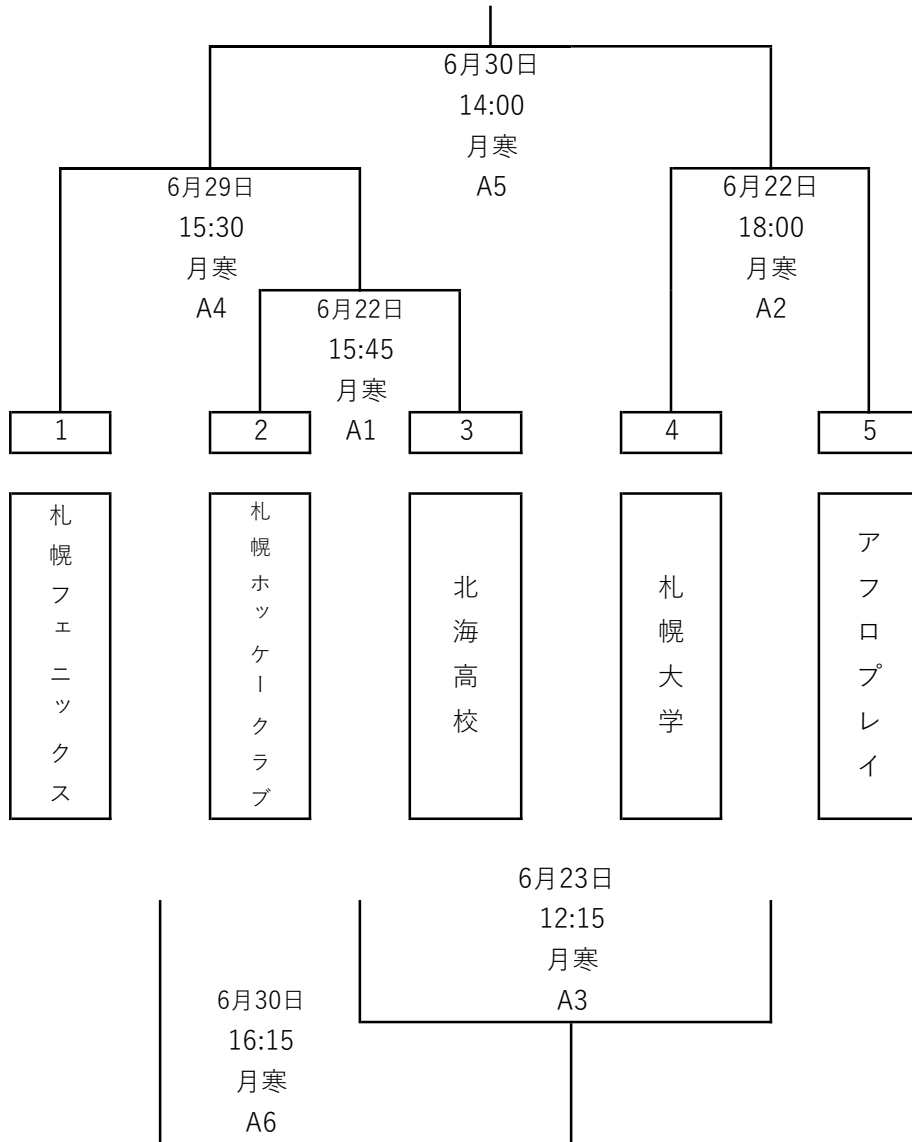 6月30日
14:00
月寒
A5
6月29日
15:30
月寒
A4
6月22日
18:00
月寒
A2
6月22日
15:45
月寒
A1
1
2
3
4
5
札幌フェニックス
札幌ホッケークラブ
北海高校
札幌大学
アフロプレイ
6月23日
12:15
月寒
A3
6月30日
16:15
月寒
A6